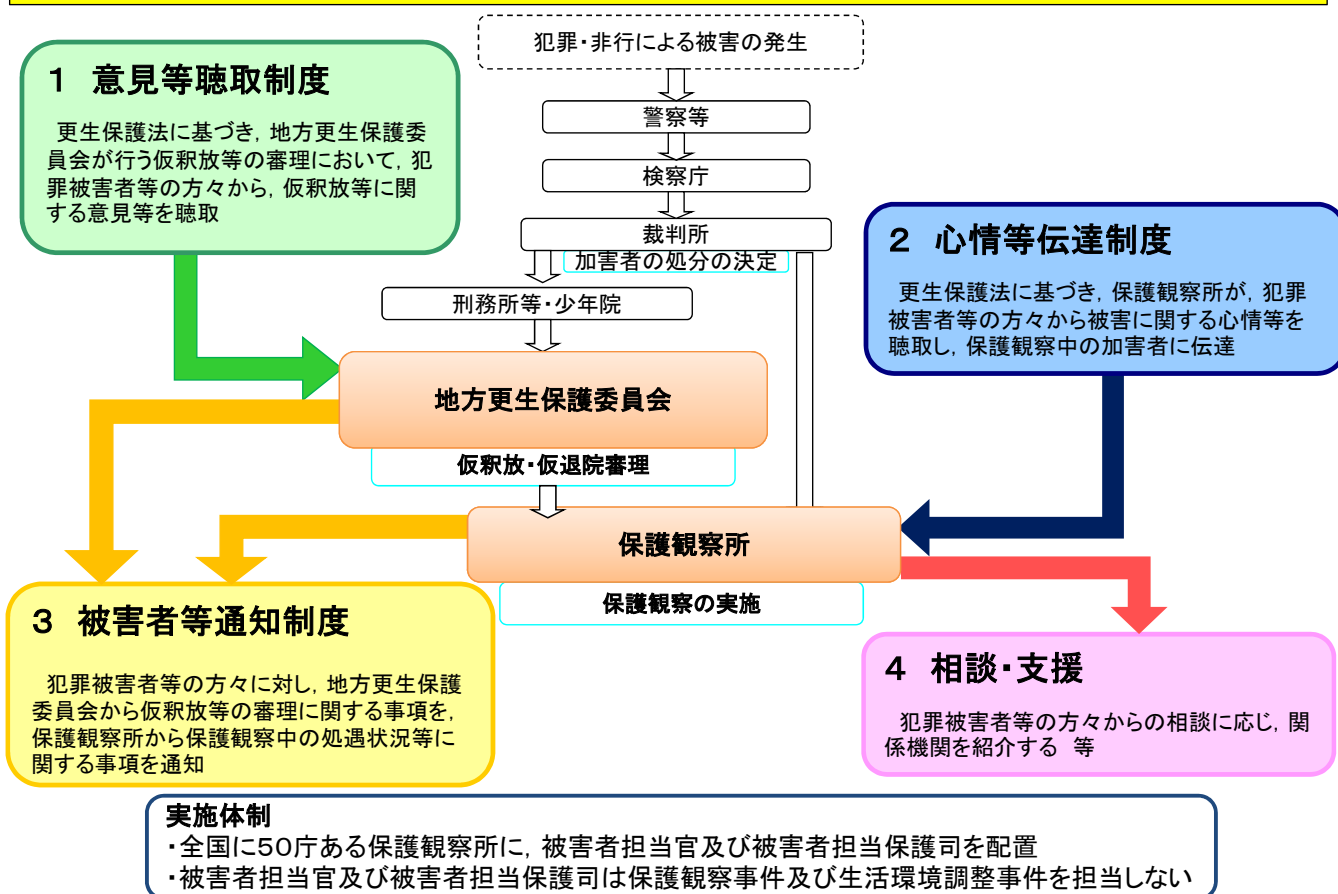 犯罪・非行による被害の発生
警察等
検察庁
裁判所
加害者の処分の決定
刑務所等・少年院
地方更生保護委員会
仮釈放・仮退院審理
保護観察所
保護観察の実施
１　意見等聴取制度
更生保護法に基づき，地方更生保護委
員会が行う仮釈放等の審理において，犯
罪被害者等の方々から，仮釈放等に関
する意見等を聴取
２　心情等伝達制度
更生保護法に基づき，保護観察所が，犯罪
被害者等の方々から被害に関する心情等を
聴取し，保護観察中の加害者に伝達
３　被害者等通知制度
犯罪被害者等の方々に対し，地方更生保護
委員会から仮釈放等の審理に関する事項を，
保護観察所から保護観察中の処遇状況等に
関する事項を通知
４　相談・支援
犯罪被害者等の方々からの相談に応じ，関
係機関を紹介する　等
実施体制
・全国に５０庁ある保護観察所に，被害者担当官及び被害者担当保護司を配置
・被害者担当官及び被害者担当保護司は保護観察事件及び生活環境調整事件を担当しない